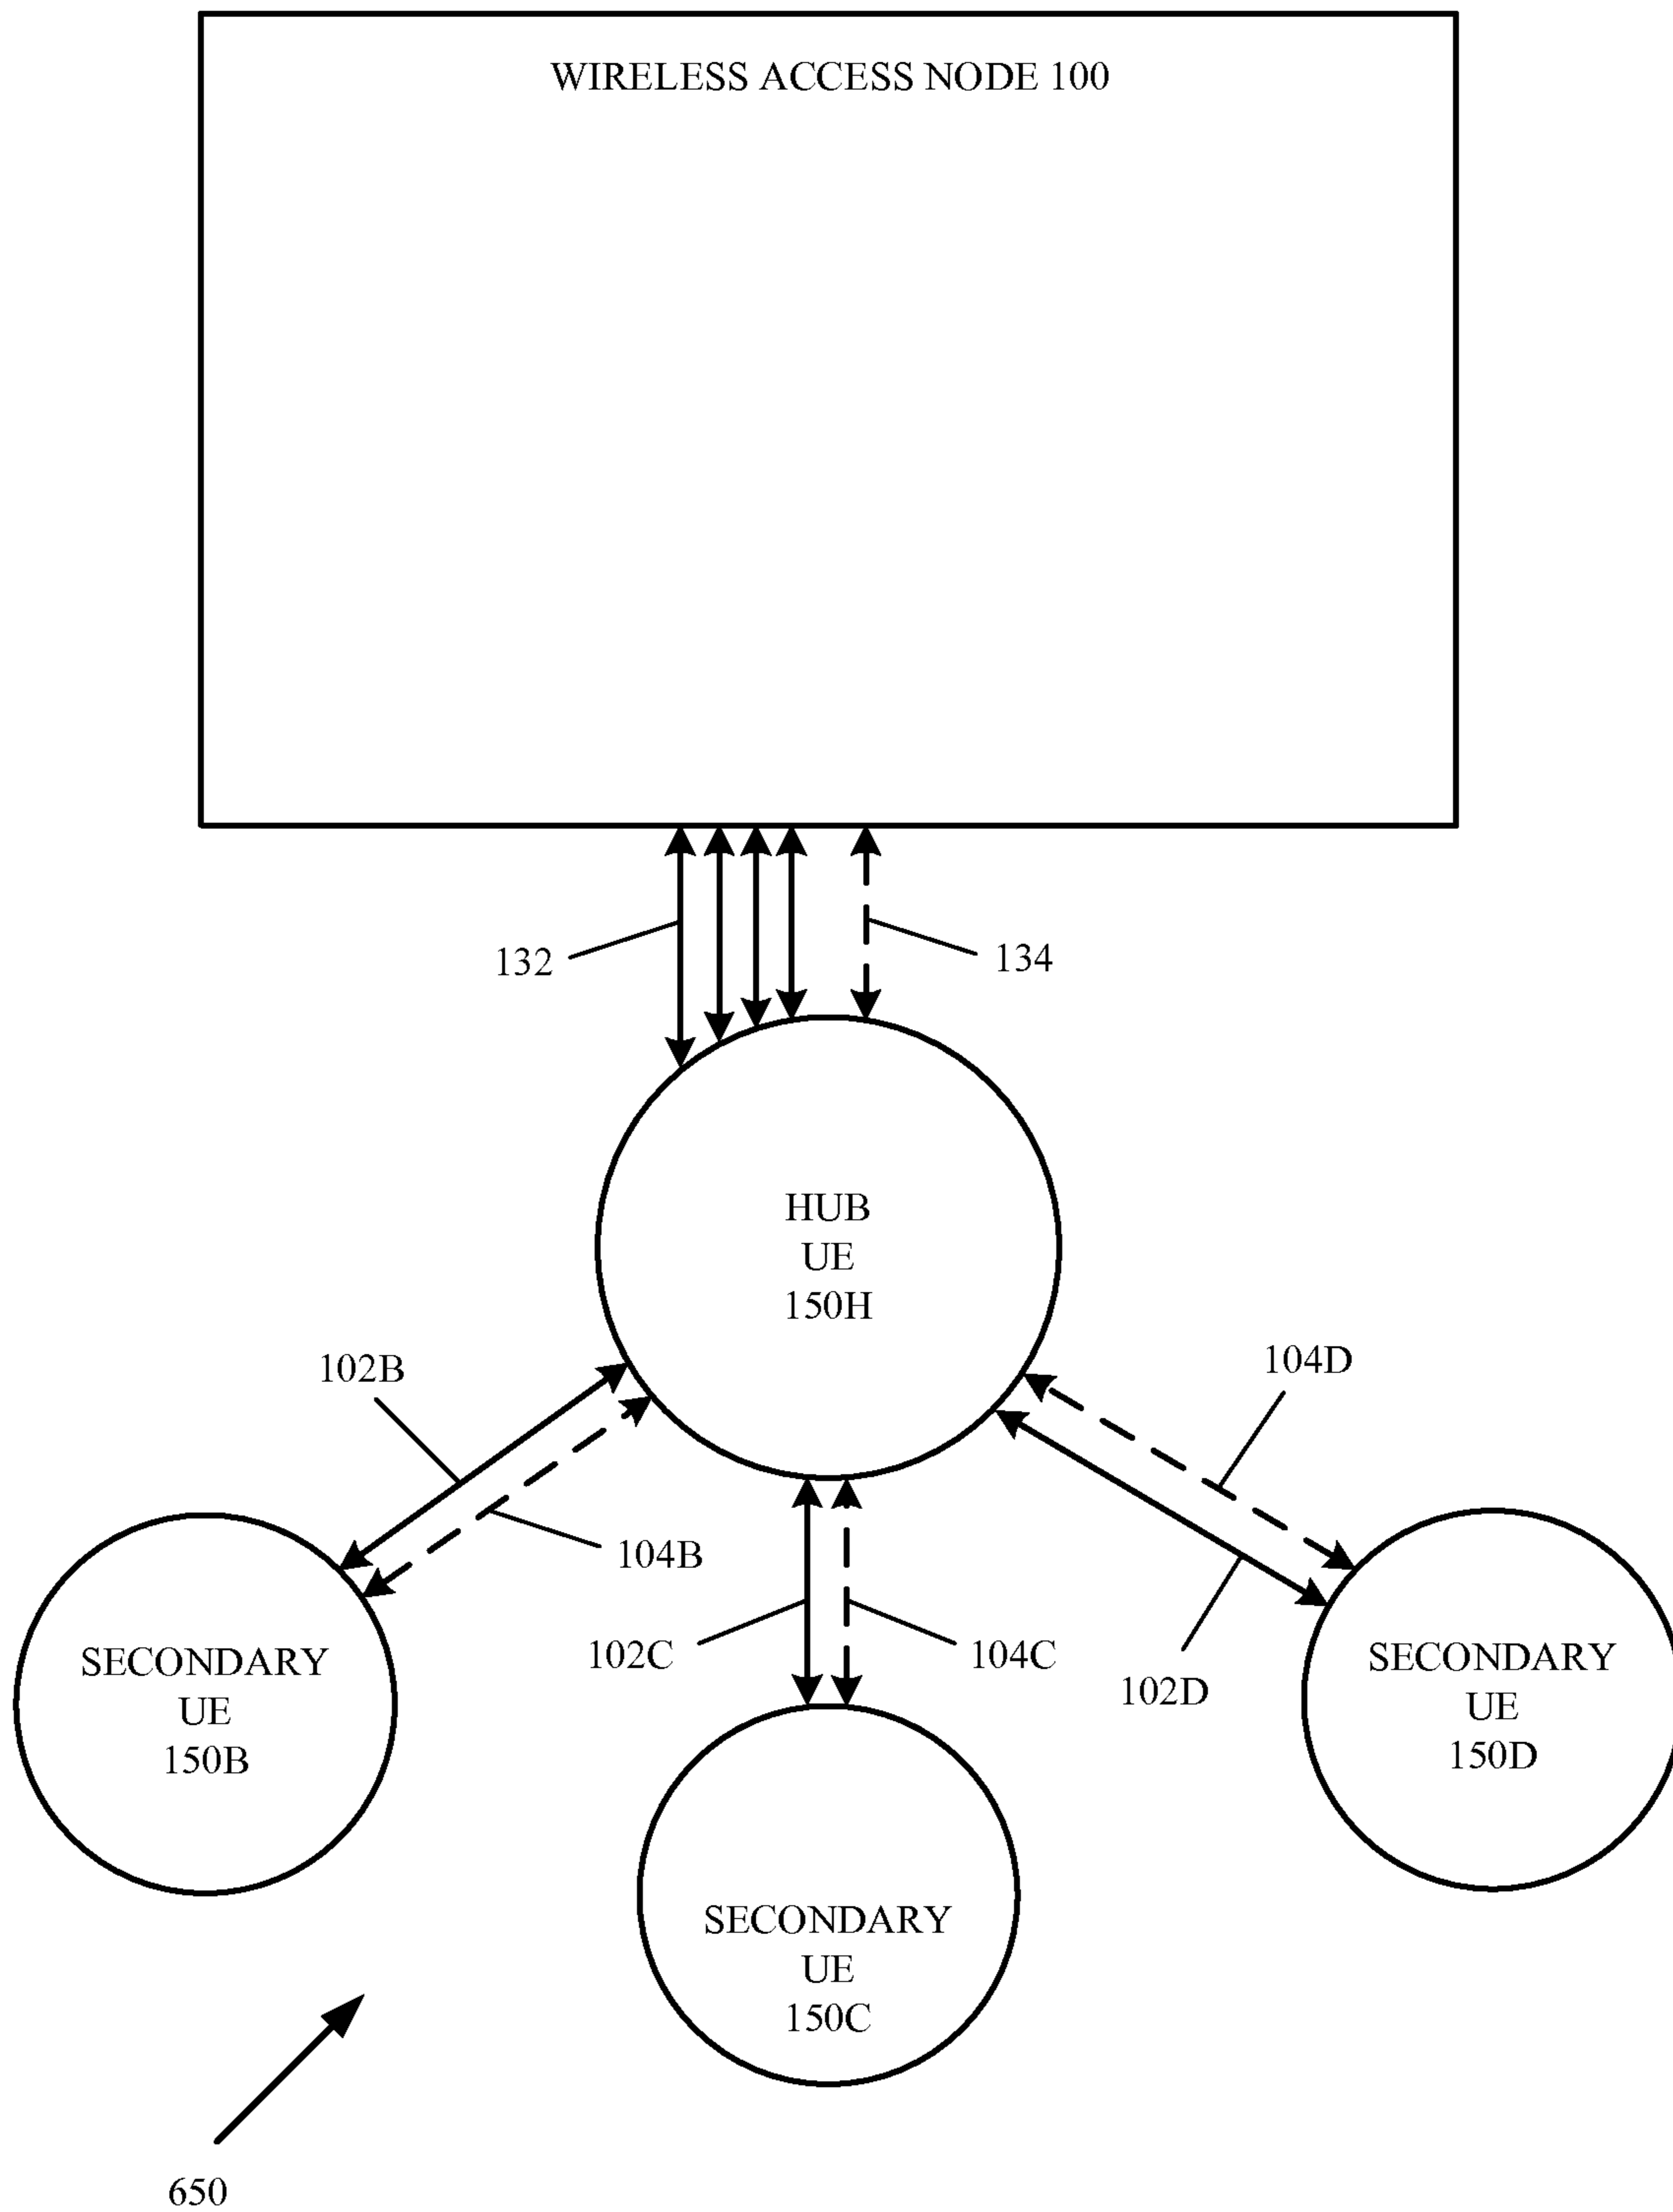 WIRELESS ACCESS NODE 100
132
134
HUB
UE
150H
102B
104D
104B
102C
104C
102D
SECONDARY
UE
150B
SECONDARY
UE
150D
SECONDARY
UE
150C
650